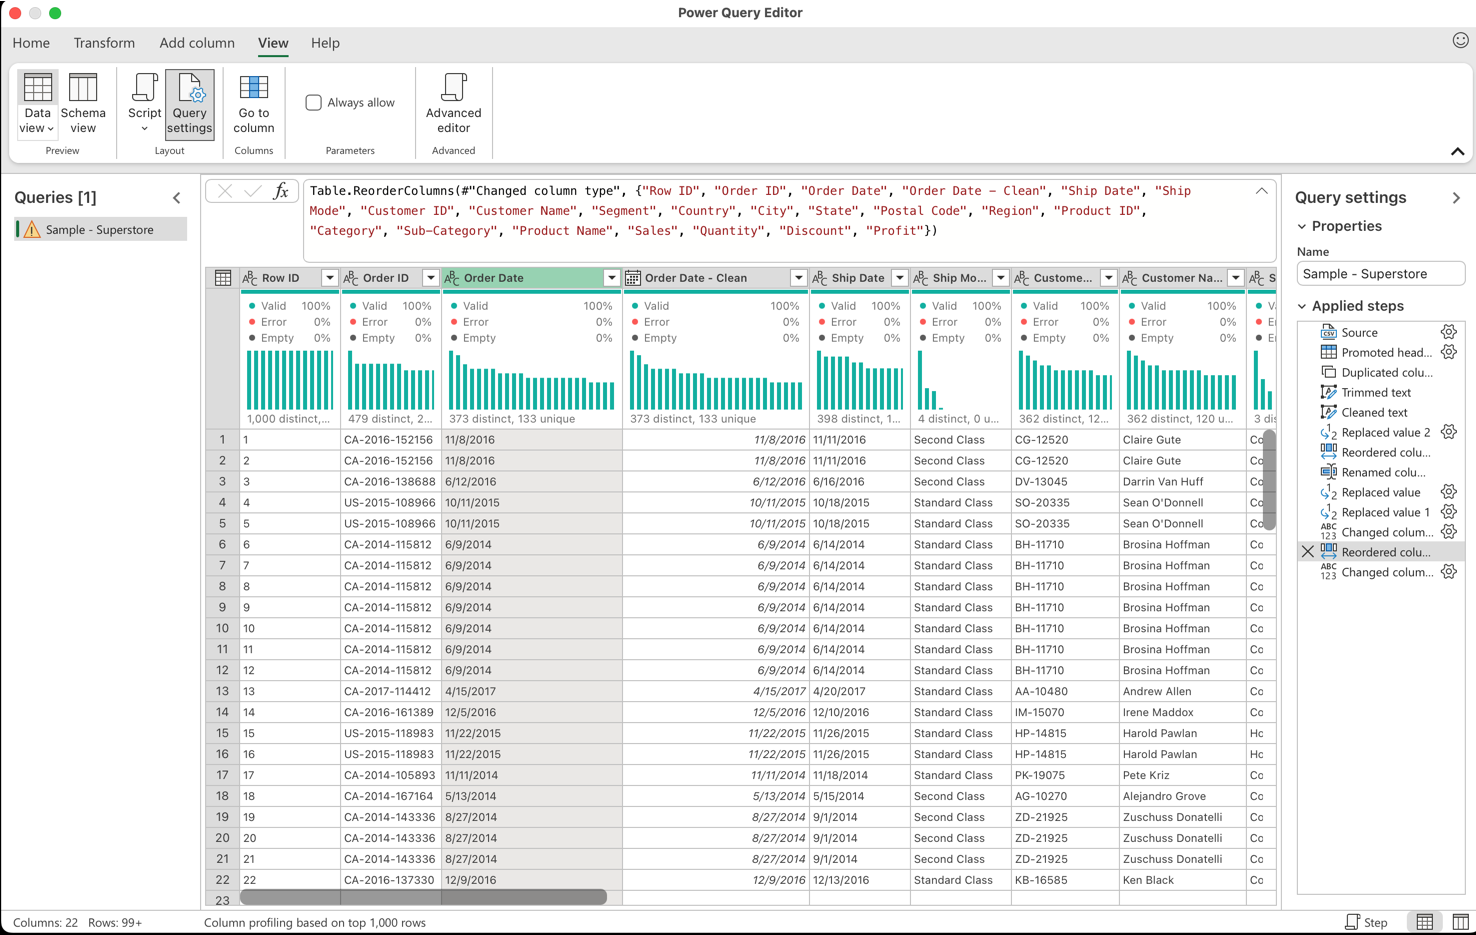 Power Query Editor
Home Transform Add column View Help
Data view Schema view Script Query settings Go to column Always allow Advanced editor
Preview Layout Columns Parameters Advanced
Queries [1]
Sample - Superstore
fx
Table.ReorderColumns(#"Changed column type", {"Row ID", "Order ID", "Order Date", "Order Date - Clean", "Ship Date", "Ship
Mode", "Customer ID", "Customer Name", "Segment", "Country", "City", "State", "Postal Code", "Region", "Product ID",
"Category", "Sub-Category", "Product Name", "Sales", "Quantity", "Discount", "Profit"})
Row ID Order ID Order Date Order Date - Clean Ship Date Ship Mo... Custome... Customer Na... S
Valid 100% Valid 100% Valid 100% Valid 100% Valid 100% Valid 100% Valid 100% Valid 100% V
Error 0% Error 0% Error 0% Error 0% Error 0% Error 0% Error 0% Error 0% E
Empty 0% Empty 0% Empty 0% Empty 0% Empty 0% Empty 0% Empty 0% Empty 0% E
1,000 distinct,... 479 distinct, 2... 373 distinct, 133 unique 373 distinct, 133 unique 398 distinct, 1... 4 distinct, 0 u... 362 distinct, 12... 362 distinct, 120 u... 3 di
1 1 CA-2016-152156 11/8/2016 11/8/2016 11/11/2016 Second Class CG-12520 Claire Gute Co
2 2 CA-2016-152156 11/8/2016 11/8/2016 11/11/2016 Second Class CG-12520 Claire Gute Co
3 3 CA-2016-138688 6/12/2016 6/12/2016 6/16/2016 Second Class DV-13045 Darrin Van Huff Co
4 4 US-2015-108966 10/11/2015 10/11/2015 10/18/2015 Standard Class SO-20335 Sean O'Donnell Co
5 5 US-2015-108966 10/11/2015 10/11/2015 10/18/2015 Standard Class SO-20335 Sean O'Donnell Co
6 6 CA-2014-115812 6/9/2014 6/9/2014 6/14/2014 Standard Class BH-11710 Brosina Hoffman Co
7 7 CA-2014-115812 6/9/2014 6/9/2014 6/14/2014 Standard Class BH-11710 Brosina Hoffman Co
8 8 CA-2014-115812 6/9/2014 6/9/2014 6/14/2014 Standard Class BH-11710 Brosina Hoffman Co
9 9 CA-2014-115812 6/9/2014 6/9/2014 6/14/2014 Standard Class BH-11710 Brosina Hoffman Co
10 10 CA-2014-115812 6/9/2014 6/9/2014 6/14/2014 Standard Class BH-11710 Brosina Hoffman Co
11 11 CA-2014-115812 6/9/2014 6/9/2014 6/14/2014 Standard Class BH-11710 Brosina Hoffman Co
12 12 CA-2014-115812 6/9/2014 6/9/2014 6/14/2014 Standard Class BH-11710 Brosina Hoffman Co
13 13 CA-2017-114412 4/15/2017 4/15/2017 4/20/2017 Standard Class AA-10480 Andrew Allen Co
14 14 CA-2016-161389 12/5/2016 12/5/2016 12/10/2016 Standard Class IM-15070 Irene Maddox Co
15 15 US-2015-118983 11/22/2015 11/22/2015 11/26/2015 Standard Class HP-14815 Harold Pawlan Ho
16 16 US-2015-118983 11/22/2015 11/22/2015 11/26/2015 Standard Class HP-14815 Harold Pawlan Ho
17 17 CA-2014-105893 11/11/2014 11/11/2014 11/18/2014 Standard Class PK-19075 Pete Kriz Co
18 18 CA-2014-167164 5/13/2014 5/13/2014 5/15/2014 Second Class AG-10270 Alejandro Grove Co
19 19 CA-2014-143336 8/27/2014 8/27/2014 9/1/2014 Second Class ZD-21925 Zuschuss Donatelli Co
20 20 CA-2014-143336 8/27/2014 8/27/2014 9/1/2014 Second Class ZD-21925 Zuschuss Donatelli Co
21 21 CA-2014-143336 8/27/2014 8/27/2014 9/1/2014 Second Class ZD-21925 Zuschuss Donatelli Co
22 22 CA-2016-137330 12/9/2016 12/9/2016 12/13/2016 Standard Class KB-16585 Ken Black Co
23
Query settings
Properties
Name
Sample - Superstore
Applied steps
Source
Promoted head...
Duplicated colu...
Trimmed text
Cleaned text
Replaced value 2
Reordered colu...
Renamed colu...
Replaced value
Replaced value 1
Changed colum...
Reordered colu...
Changed colum...
Columns: 22 Rows: 99+ Column profiling based on top 1,000 rows Step